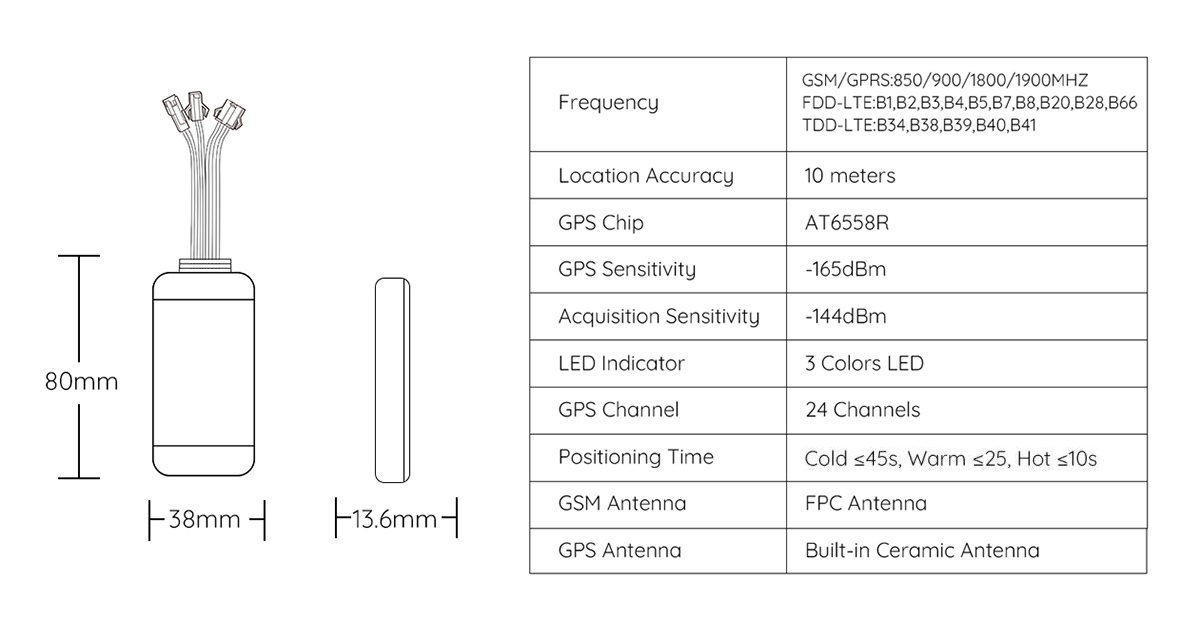 80mm
38mm
13.6mm
Frequency
GSM/GPRS:850/900/1800/1900MHZ
FDD-LTE:B1,B2,B3,B4,B5,B7,B8,B20,B28,B66
TDD-LTE:B34,B38,B39,B40,B41
Location Accuracy
10 meters
GPS Chip
AT6558R
GPS Sensitivity
-165dBm
Acquisition Sensitivity
-144dBm
LED Indicator
3 Colors LED
GPS Channel
24 Channels
Positioning Time
Cold ≤45s, Warm ≤25, Hot ≤10s
GSM Antenna
FPC Antenna
GPS Antenna
Built-in Ceramic Antenna